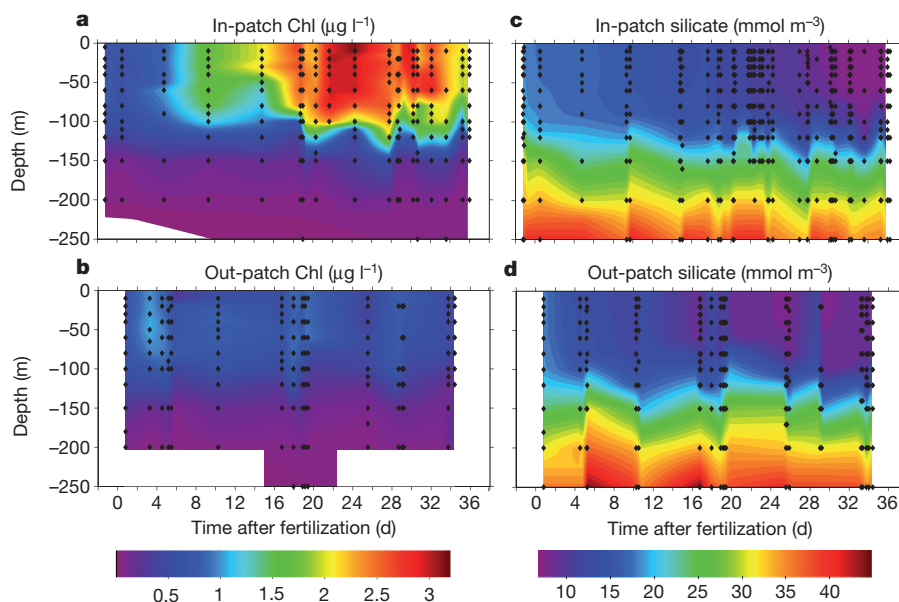 a In-patch Chl (µg l⁻¹)
0
−50
−100
−150
−200
−250
Depth (m)
c In-patch silicate (mmol m⁻³)
b Out-patch Chl (µg l⁻¹)
0
−50
−100
−150
−200
−250
Depth (m)
0 4 8 12 16 20 24 28 32 36
Time after fertilization (d)
0.5 1 1.5 2 2.5 3
d Out-patch silicate (mmol m⁻³)
0 4 8 12 16 20 24 28 32 36
Time after fertilization (d)
10 15 20 25 30 35 40